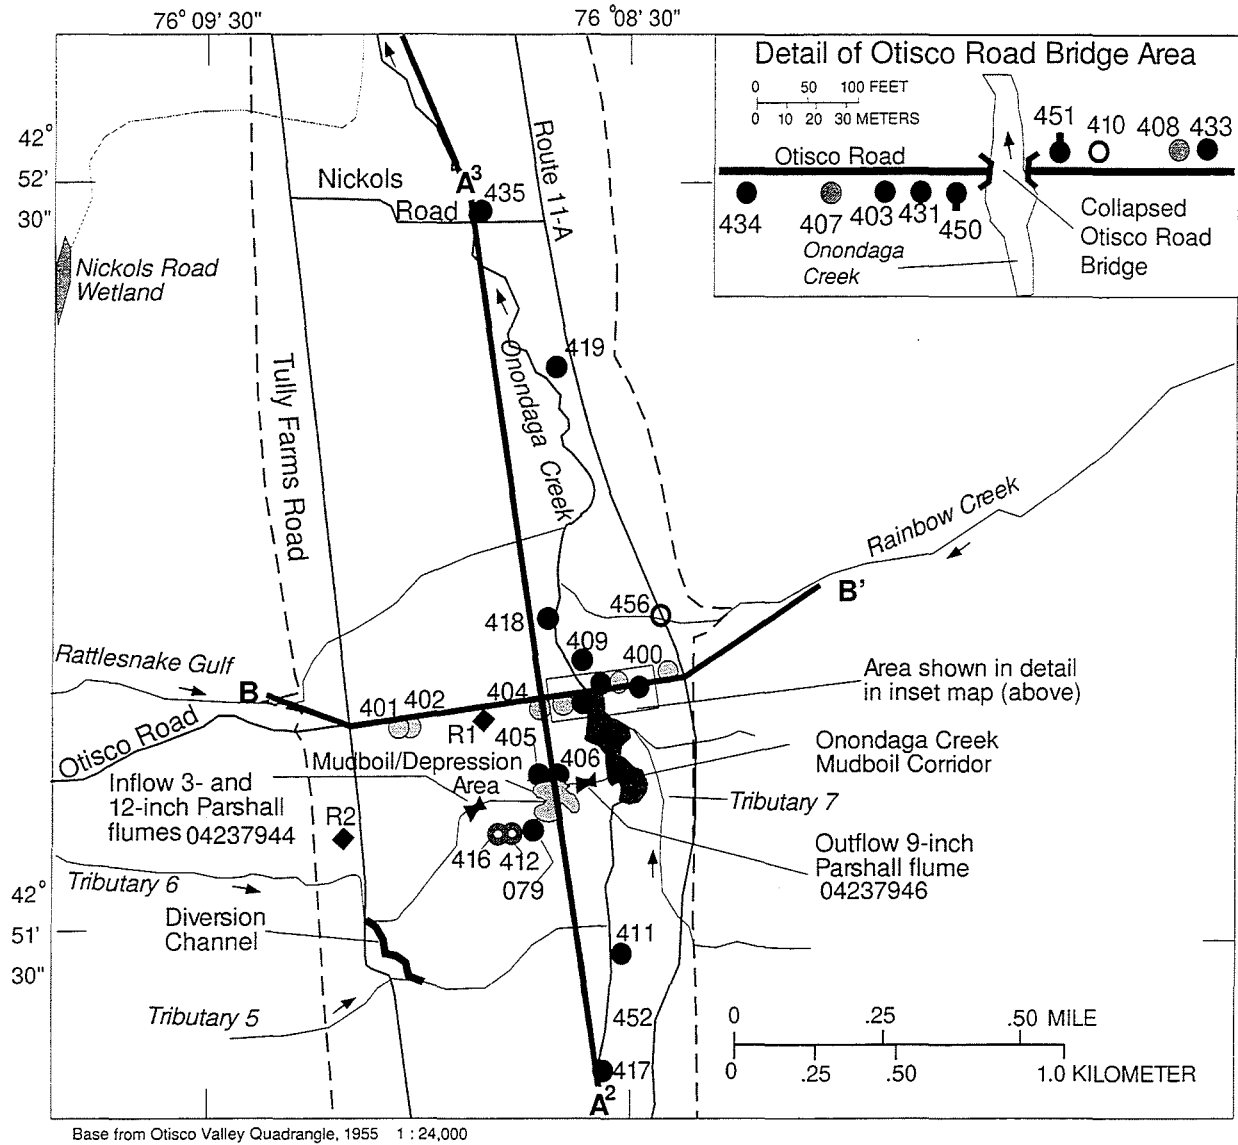 76° 09' 30"
76° 08' 30"
Detail of Otisco Road Bridge Area
0 50 100 FEET
0 10 20 30 METERS
451
410
408
433
Otisco Road
434
407
403
431
450
Collapsed
Otisco Road
Bridge
Onondaga
Creek
42°
52'
30"
A³
Nickols
Road
435
Route 11-A
Nickols Road
Wetland
Tully Farms Road
Onondaga Creek
419
Rainbow Creek
B'
456
418
409
400
Rattlesnake Gulf
B
Area shown in detail
in inset map (above)
401
402
404
R1
405
Otisco Road
Mudboil/Depression
Area
406
Onondaga Creek
Mudboil Corridor
Inflow 3- and
12-inch Parshall
flumes 04237944
R2
Tributary 7
416
412
079
Outflow 9-inch
Parshall flume
04237946
Tributary 6
42°
51'
30"
Diversion
Channel
411
Tributary 5
452
0 .25 .50 MILE
0 .25 .50 1.0 KILOMETER
417
A²
Base from Otisco Valley Quadrangle, 1955 1 : 24,000